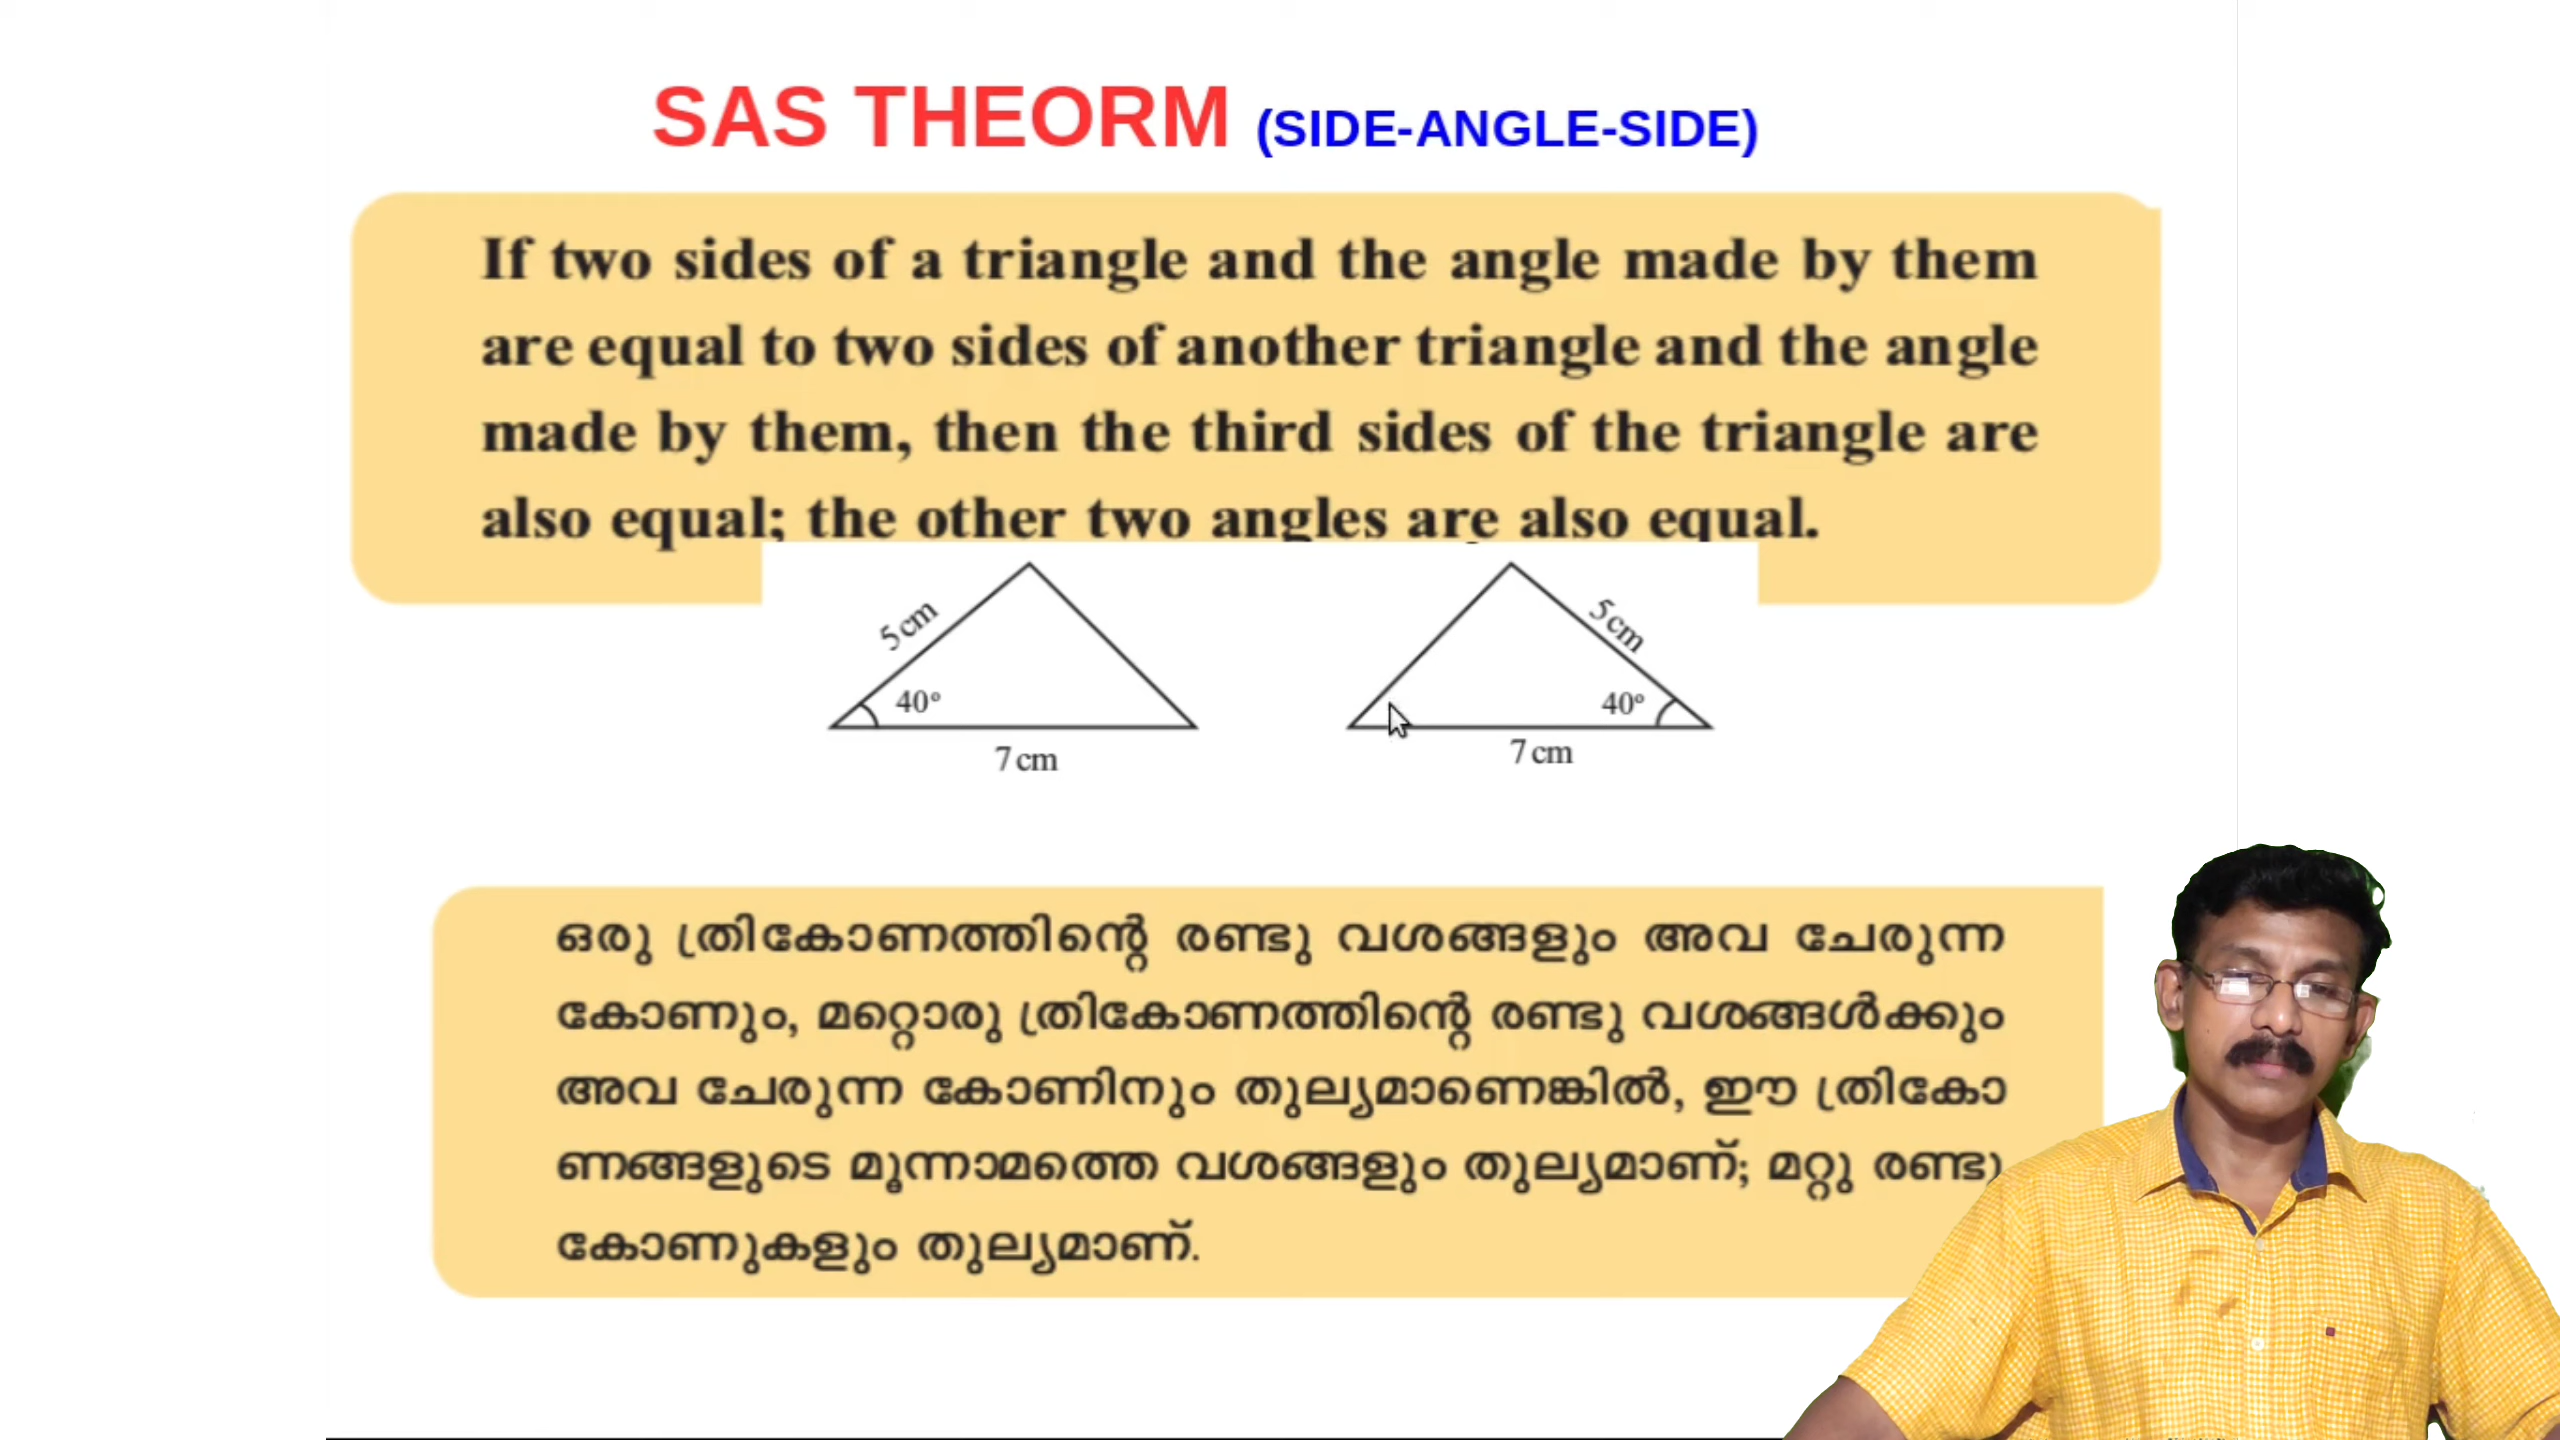 SAS THEORM (SIDE-ANGLE-SIDE)
If two sides of a triangle and the angle made by them
are equal to two sides of another triangle and the angle
made by them, then the third sides of the triangle are
also equal; the other two angles are also equal.
5 cm
40°
7 cm
5 cm
40°
7 cm
ഒരു ത്രികോണത്തിന്റെ രണ്ടു വശങ്ങളും അവ ചേരുന്ന
കോണും, മറ്റൊരു ത്രികോണത്തിന്റെ രണ്ടു വശങ്ങൾക്കും
അവ ചേരുന്ന കോണിനും തുല്യമാണെങ്കിൽ, ഈ ത്രികോ
ണങ്ങളുടെ മൂന്നാമത്തെ വശങ്ങളും തുല്യമാണ്; മറ്റു രണ്ടു
കോണുകളും തുല്യമാണ്.